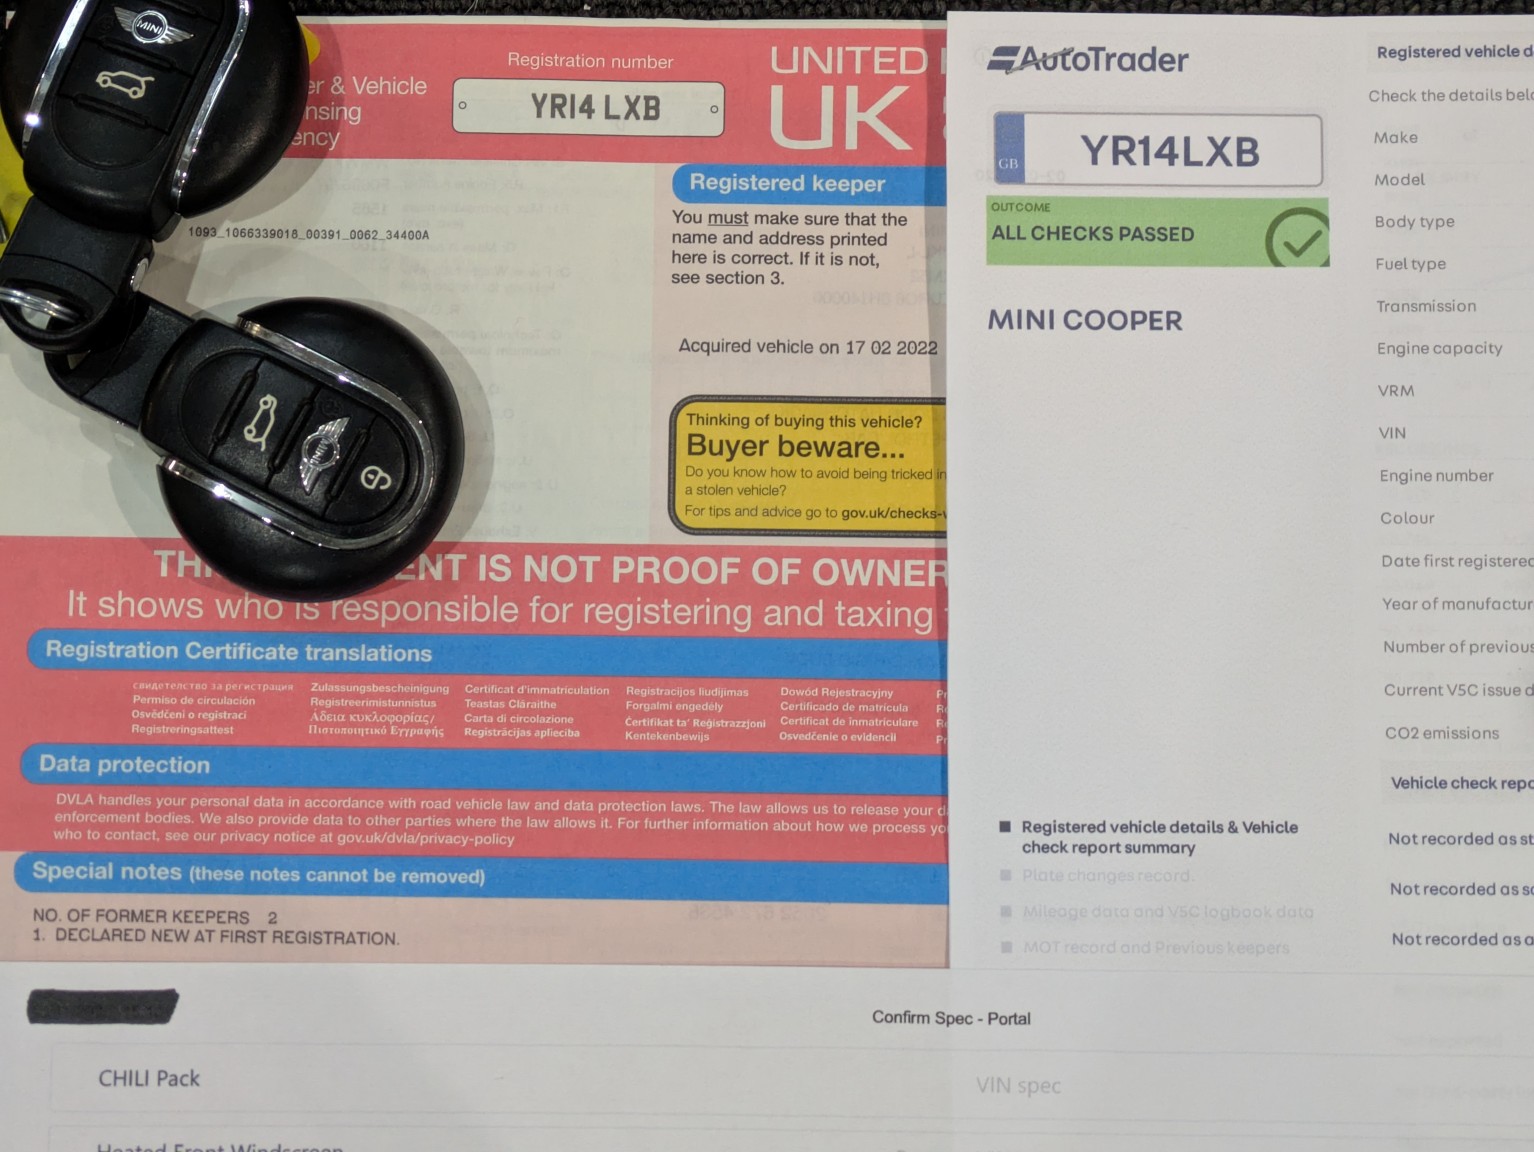 MINI
MINI
er & Vehicle
nsing
ency
Registration number
YR14 LXB
UNITED
UK
1093_1066339018_00391_0062_34400A
Registered keeper
You must make sure that the
name and address printed
here is correct. If it is not,
see section 3.
Acquired vehicle on 17 02 2022
Thinking of buying this vehicle?
Buyer beware...
Do you know how to avoid being tricked in
a stolen vehicle?
For tips and advice go to gov.uk/checks-
ENT IS NOT PROOF OF OWNER
It shows who is responsible for registering and taxing
Registration Certificate translations
свидетелство за регистрация
Permiso de circulación
Osvědčení o registraci
Registreringsattest
Zulassungsbescheinigung
Registreerimistunnistus
Άδεια κυκλοφορίας/
Πιστοποιητικό Εγγραφής
Certificat d'immatriculation
Teastas Cláraithe
Carta di circolazione
Registrācijas apliecība
Registracijos liudijimas
Forgalmi engedély
Ċertifikat ta' Reġistrazzjoni
Kentekenbewijs
Dowód Rejestracyjny
Certificado de matrícula
Certificat de înmatriculare
Osvedčenie o evidencii
Data protection
DVLA handles your personal data in accordance with road vehicle law and data protection laws. The law allows us to release your d
enforcement bodies. We also provide data to other parties where the law allows it. For further information about how we process yo
who to contact, see our privacy notice at gov.uk/dvla/privacy-policy
Special notes (these notes cannot be removed)
NO. OF FORMER KEEPERS 2
1. DECLARED NEW AT FIRST REGISTRATION.
AutoTrader
GB
YR14LXB
OUTCOME
ALL CHECKS PASSED
MINI COOPER
Registered vehicle details & Vehicle
check report summary
Plate changes record.
Mileage data and V5C logbook data
MOT record and Previous keepers
Registered vehicle d
Check the details belo
Make
Model
Body type
Fuel type
Transmission
Engine capacity
VRM
VIN
Engine number
Colour
Date first registered
Year of manufactur
Number of previous
Current V5C issue d
CO2 emissions
Vehicle check repo
Not recorded as st
Not recorded as sc
Not recorded as a
Confirm Spec - Portal
CHILI Pack
VIN spec
Heated Front Windscreen